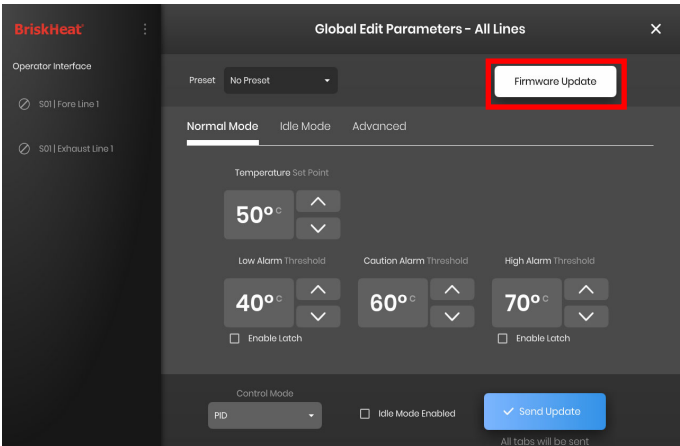 BriskHeat
Global Edit Parameters - All Lines
Operator Interface
S01 | Fore Line 1
S01 | Exhaust Line 1
Preset No Preset
Firmware Update
Normal Mode Idle Mode Advanced
Temperature Set Point
50° C
Low Alarm Threshold Caution Alarm Threshold High Alarm Threshold
40° C 60° C 70° C
Enable Latch Enable Latch
Control Mode
PID Idle Mode Enabled Send Update
All tabs will be sent